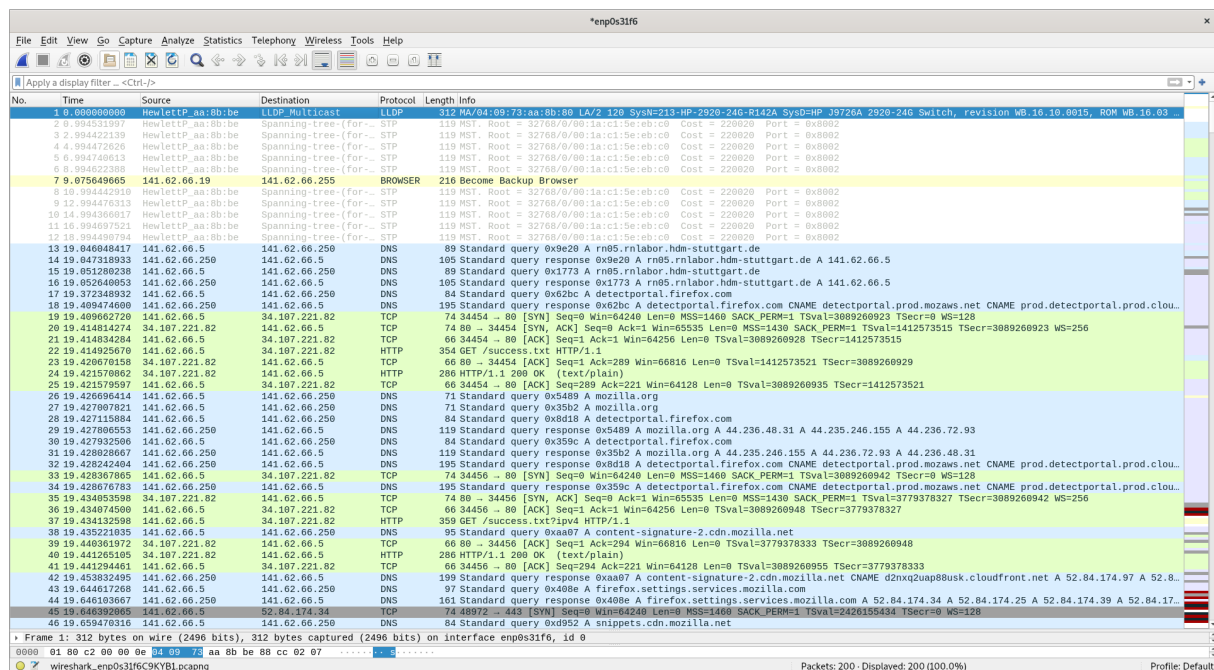 *enp0s31f6
File Edit View Go Capture Analyze Statistics Telephony Wireless Tools Help
Apply a display filter ... <Ctrl-/>
No. Time Source Destination Protocol Length Info
1 0.000000000 HewlettP_aa:8b:be LLDP_Multicast LLDP 312 MA/04:09:73:aa:8b:80 LA/2 120 SysN=213-HP-2920-24G-R142A SysD=HP J9726A 2920-24G Switch, revision WB.16.10.0015, ROM WB.16.03 …
2 0.994531997 HewlettP_aa:8b:be Spanning-tree-(for-… STP 119 MST. Root = 32768/0/00:1a:c1:5e:eb:c0 Cost = 220020 Port = 0x8002
3 2.994422139 HewlettP_aa:8b:be Spanning-tree-(for-… STP 119 MST. Root = 32768/0/00:1a:c1:5e:eb:c0 Cost = 220020 Port = 0x8002
4 4.994472626 HewlettP_aa:8b:be Spanning-tree-(for-… STP 119 MST. Root = 32768/0/00:1a:c1:5e:eb:c0 Cost = 220020 Port = 0x8002
5 6.994740613 HewlettP_aa:8b:be Spanning-tree-(for-… STP 119 MST. Root = 32768/0/00:1a:c1:5e:eb:c0 Cost = 220020 Port = 0x8002
6 8.994622388 HewlettP_aa:8b:be Spanning-tree-(for-… STP 119 MST. Root = 32768/0/00:1a:c1:5e:eb:c0 Cost = 220020 Port = 0x8002
7 9.075649665 141.62.66.19 141.62.66.255 BROWSER 216 Become Backup Browser
8 10.994442910 HewlettP_aa:8b:be Spanning-tree-(for-… STP 119 MST. Root = 32768/0/00:1a:c1:5e:eb:c0 Cost = 220020 Port = 0x8002
9 12.994476313 HewlettP_aa:8b:be Spanning-tree-(for-… STP 119 MST. Root = 32768/0/00:1a:c1:5e:eb:c0 Cost = 220020 Port = 0x8002
10 14.994366017 HewlettP_aa:8b:be Spanning-tree-(for-… STP 119 MST. Root = 32768/0/00:1a:c1:5e:eb:c0 Cost = 220020 Port = 0x8002
11 16.994697521 HewlettP_aa:8b:be Spanning-tree-(for-… STP 119 MST. Root = 32768/0/00:1a:c1:5e:eb:c0 Cost = 220020 Port = 0x8002
12 18.994490794 HewlettP_aa:8b:be Spanning-tree-(for-… STP 119 MST. Root = 32768/0/00:1a:c1:5e:eb:c0 Cost = 220020 Port = 0x8002
13 19.046048417 141.62.66.5 141.62.66.250 DNS 89 Standard query 0x9e20 A rn05.rnlabor.hdm-stuttgart.de
14 19.047318933 141.62.66.250 141.62.66.5 DNS 105 Standard query response 0x9e20 A rn05.rnlabor.hdm-stuttgart.de A 141.62.66.5
15 19.051280238 141.62.66.5 141.62.66.250 DNS 89 Standard query 0x1773 A rn05.rnlabor.hdm-stuttgart.de
16 19.052640053 141.62.66.250 141.62.66.5 DNS 105 Standard query response 0x1773 A rn05.rnlabor.hdm-stuttgart.de A 141.62.66.5
17 19.372348932 141.62.66.5 141.62.66.250 DNS 84 Standard query 0x62bc A detectportal.firefox.com
18 19.409474600 141.62.66.250 141.62.66.5 DNS 195 Standard query response 0x62bc A detectportal.firefox.com CNAME detectportal.prod.mozaws.net CNAME prod.detectportal.prod.clou…
19 19.409662720 141.62.66.5 34.107.221.82 TCP 74 34454 → 80 [SYN] Seq=0 Win=64240 Len=0 MSS=1460 SACK_PERM=1 TSval=3089260923 TSecr=0 WS=128
20 19.414814274 34.107.221.82 141.62.66.5 TCP 74 80 → 34454 [SYN, ACK] Seq=0 Ack=1 Win=65535 Len=0 MSS=1430 SACK_PERM=1 TSval=1412573515 TSecr=3089260923 WS=256
21 19.414834284 141.62.66.5 34.107.221.82 TCP 66 34454 → 80 [ACK] Seq=1 Ack=1 Win=64256 Len=0 TSval=3089260928 TSecr=1412573515
22 19.414925670 141.62.66.5 34.107.221.82 HTTP 354 GET /success.txt HTTP/1.1
23 19.420670158 34.107.221.82 141.62.66.5 TCP 66 80 → 34454 [ACK] Seq=1 Ack=289 Win=66816 Len=0 TSval=1412573521 TSecr=3089260929
24 19.421570862 34.107.221.82 141.62.66.5 HTTP 286 HTTP/1.1 200 OK (text/plain)
25 19.421579597 141.62.66.5 34.107.221.82 TCP 66 34454 → 80 [ACK] Seq=289 Ack=221 Win=64128 Len=0 TSval=3089260935 TSecr=1412573521
26 19.426696414 141.62.66.5 141.62.66.250 DNS 71 Standard query 0x5489 A mozilla.org
27 19.427007821 141.62.66.5 141.62.66.250 DNS 71 Standard query 0x35b2 A mozilla.org
28 19.427115884 141.62.66.5 141.62.66.250 DNS 84 Standard query 0x8d18 A detectportal.firefox.com
29 19.427806553 141.62.66.250 141.62.66.5 DNS 119 Standard query response 0x5489 A mozilla.org A 44.236.48.31 A 44.235.246.155 A 44.236.72.93
30 19.427932506 141.62.66.5 141.62.66.250 DNS 84 Standard query 0x359c A detectportal.firefox.com
31 19.428028667 141.62.66.250 141.62.66.5 DNS 119 Standard query response 0x35b2 A mozilla.org A 44.235.246.155 A 44.236.72.93 A 44.236.48.31
32 19.428242404 141.62.66.250 141.62.66.5 DNS 195 Standard query response 0x8d18 A detectportal.firefox.com CNAME detectportal.prod.mozaws.net CNAME prod.detectportal.prod.clou…
33 19.428367865 141.62.66.5 34.107.221.82 TCP 74 34456 → 80 [SYN] Seq=0 Win=64240 Len=0 MSS=1460 SACK_PERM=1 TSval=3089260942 TSecr=0 WS=128
34 19.428676783 141.62.66.250 141.62.66.5 DNS 195 Standard query response 0x359c A detectportal.firefox.com CNAME detectportal.prod.mozaws.net CNAME prod.detectportal.prod.clou…
35 19.434053598 34.107.221.82 141.62.66.5 TCP 74 80 → 34456 [SYN, ACK] Seq=0 Ack=1 Win=65535 Len=0 MSS=1430 SACK_PERM=1 TSval=3779378327 TSecr=3089260942 WS=256
36 19.434074500 141.62.66.5 34.107.221.82 TCP 66 34456 → 80 [ACK] Seq=1 Ack=1 Win=64256 Len=0 TSval=3089260948 TSecr=3779378327
37 19.434132598 141.62.66.5 34.107.221.82 HTTP 359 GET /success.txt?ipv4 HTTP/1.1
38 19.435221035 141.62.66.5 141.62.66.250 DNS 95 Standard query 0xaa07 A content-signature-2.cdn.mozilla.net
39 19.440361972 34.107.221.82 141.62.66.5 TCP 66 80 → 34456 [ACK] Seq=1 Ack=294 Win=66816 Len=0 TSval=3779378333 TSecr=3089260948
40 19.441265105 34.107.221.82 141.62.66.5 HTTP 286 HTTP/1.1 200 OK (text/plain)
41 19.441294461 141.62.66.5 34.107.221.82 TCP 66 34456 → 80 [ACK] Seq=294 Ack=221 Win=64128 Len=0 TSval=3089260955 TSecr=3779378333
42 19.453832495 141.62.66.250 141.62.66.5 DNS 199 Standard query response 0xaa07 A content-signature-2.cdn.mozilla.net CNAME d2nxq2uap88usk.cloudfront.net A 52.84.174.97 A 52.8…
43 19.644617268 141.62.66.5 141.62.66.250 DNS 97 Standard query 0x408e A firefox.settings.services.mozilla.com
44 19.646103667 141.62.66.250 141.62.66.5 DNS 161 Standard query response 0x408e A firefox.settings.services.mozilla.com A 52.84.174.34 A 52.84.174.25 A 52.84.174.39 A 52.84.17…
45 19.646392065 141.62.66.5 52.84.174.34 TCP 74 48972 → 443 [SYN] Seq=0 Win=64240 Len=0 MSS=1460 SACK_PERM=1 TSval=2426155434 TSecr=0 WS=128
46 19.659470316 141.62.66.5 141.62.66.250 DNS 82 Standard query 0xd952 A snippets.cdn.mozilla.net
Frame 1: 312 bytes on wire (2496 bits), 312 bytes captured (2496 bits) on interface enp0s31f6, id 0
0000 01 80 c2 00 00 0e 04 09 73 aa 8b be 88 cc 02 07 ········ s·······
wireshark_enp0s31f6C9KYB1.pcapng Packets: 200 · Displayed: 200 (100.0%) Profile: Default